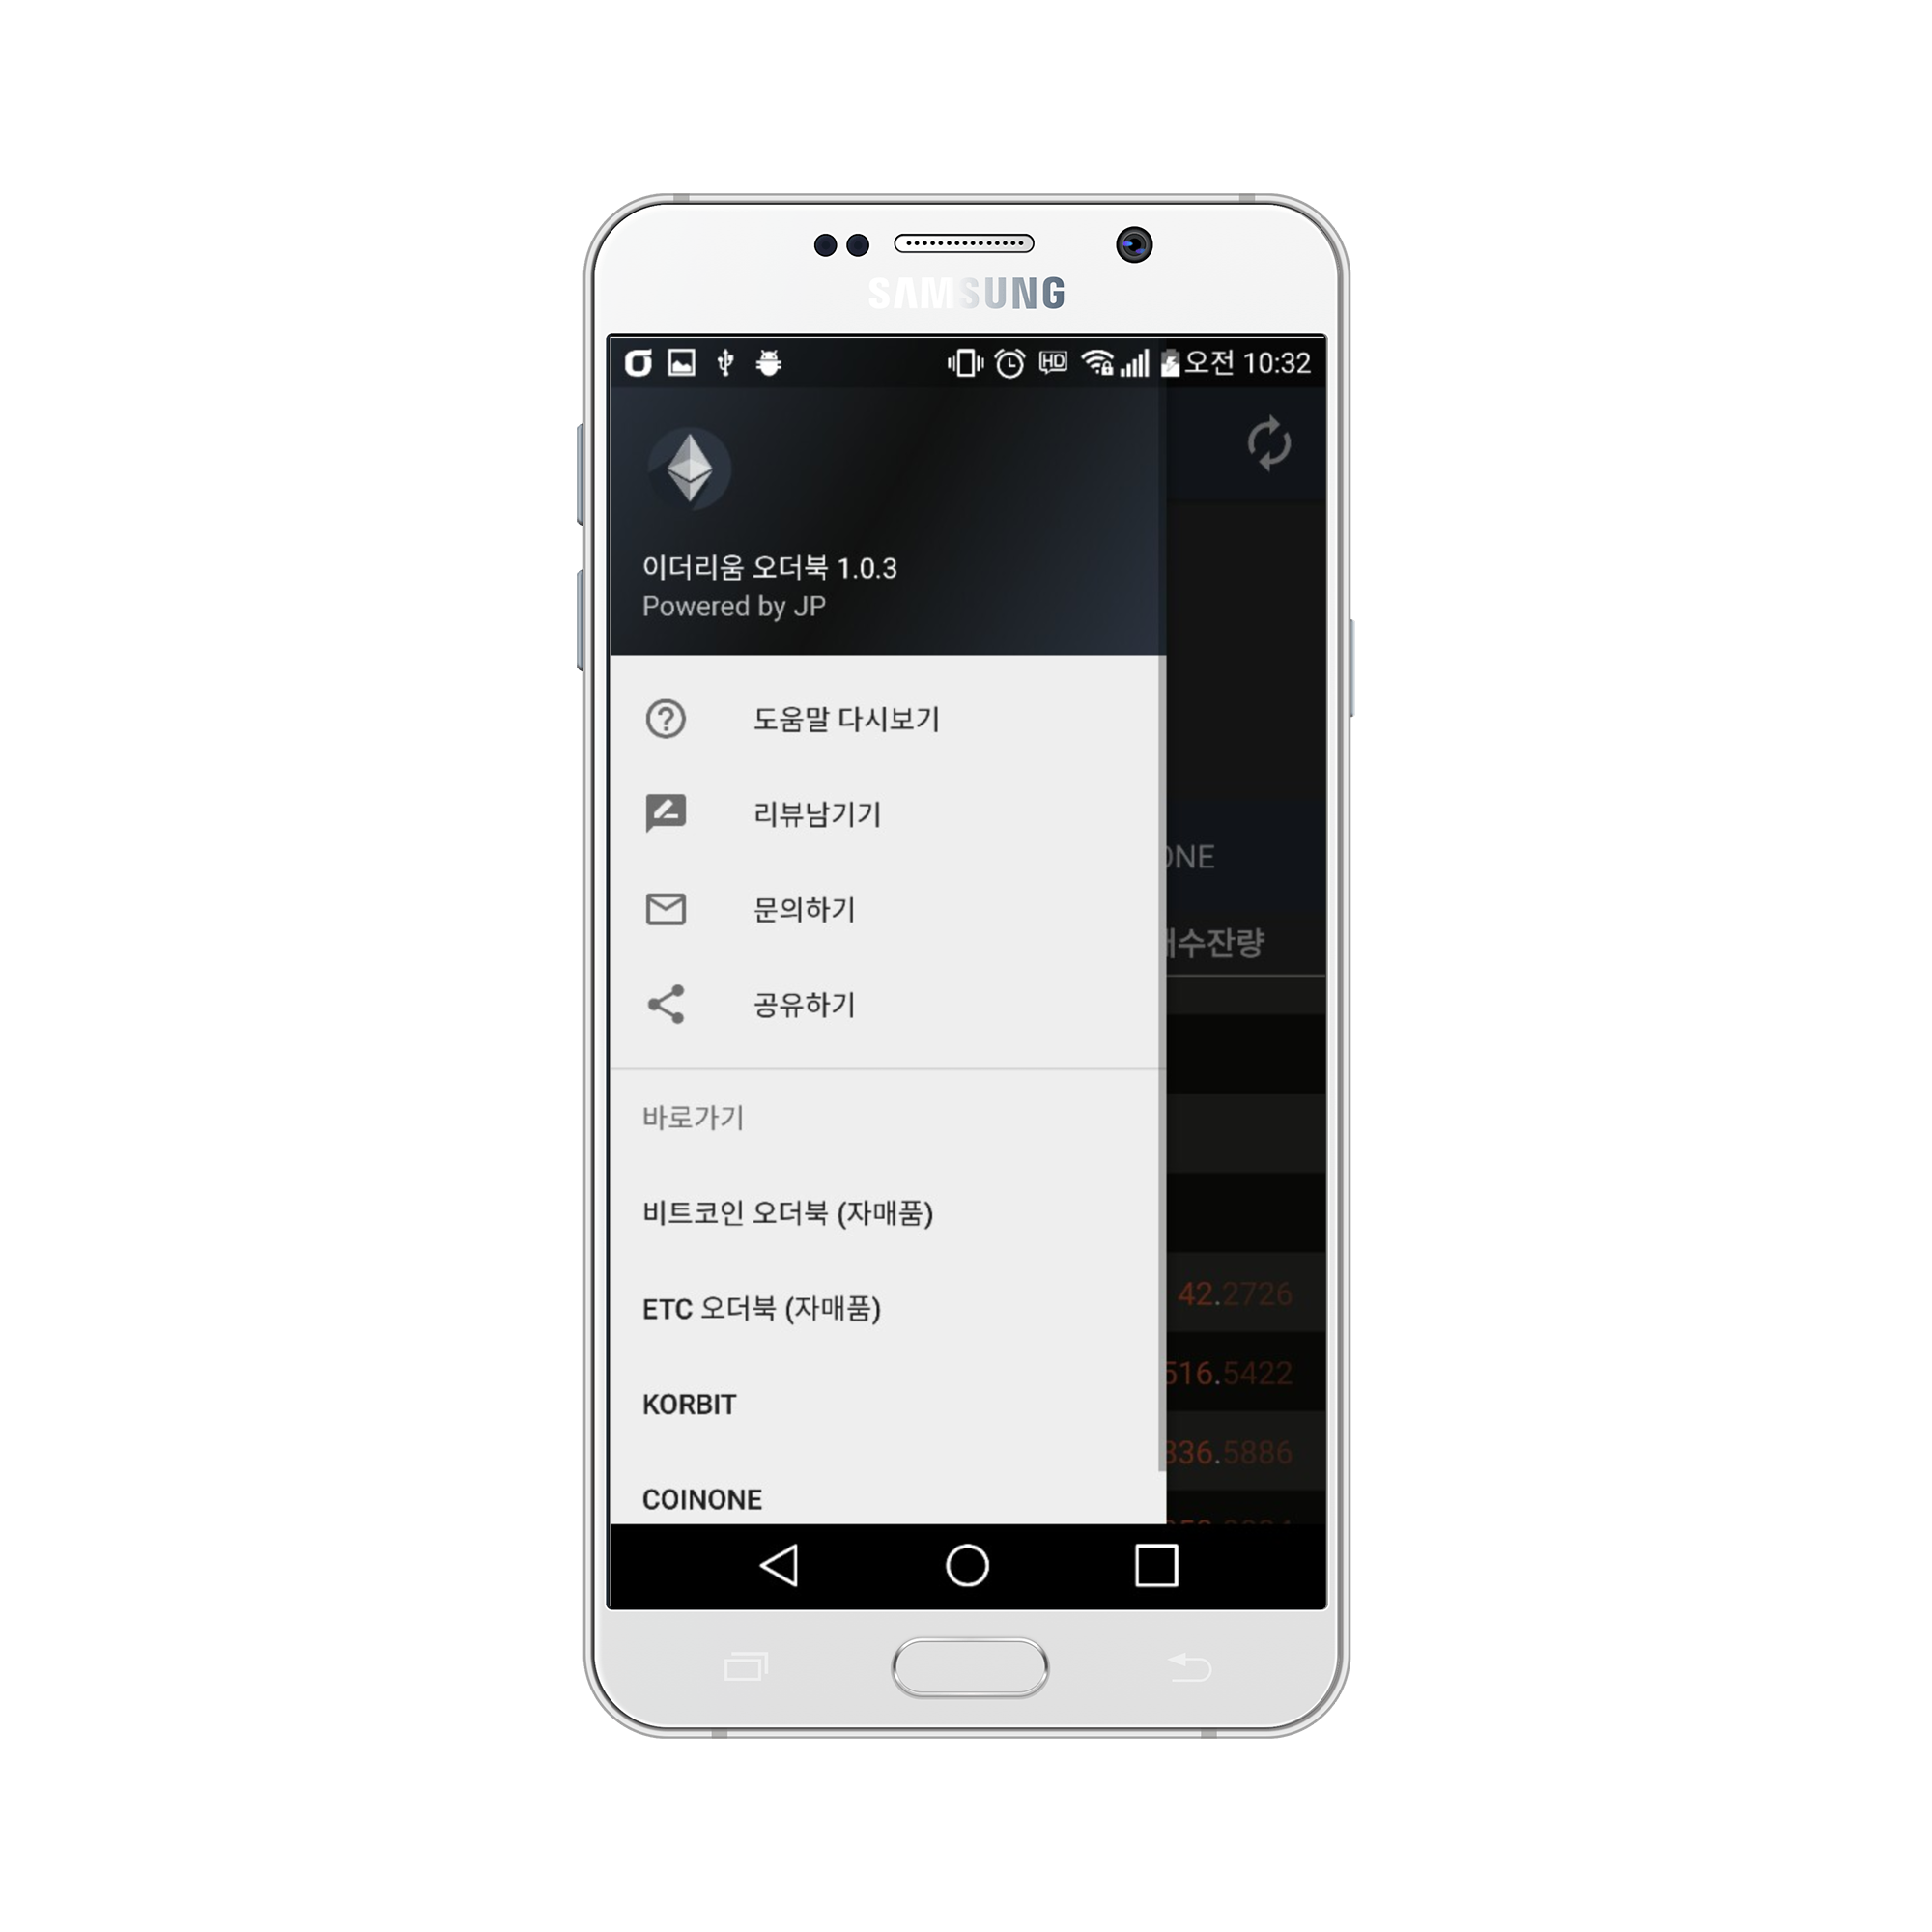 SAMSUNG
HD
오전 10:32
이더리움 오더북 1.0.3
Powered by JP
도움말 다시보기
리뷰남기기
문의하기
공유하기
바로가기
비트코인 오더북 (자매품)
ETC 오더북 (자매품)
KORBIT
COINONE
ONE
수잔량
42.2726
516.5422
336.5886